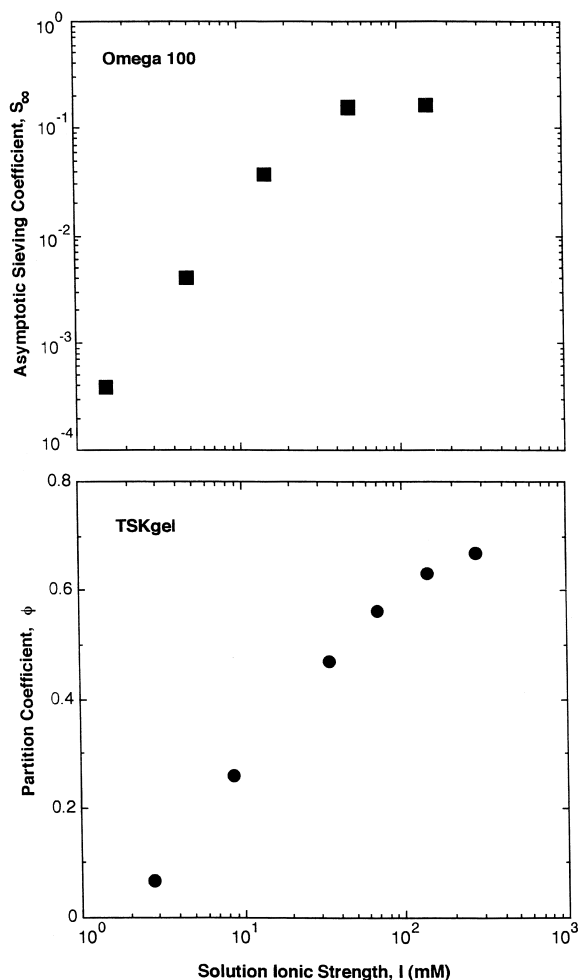 10^0
Omega 100
Asymptotic Sieving Coefficient, S∞
10^-1
10^-2
10^-3
10^-4
0.8
TSKgel
0.6
Partition Coefficient, ϕ
0.4
0.2
0
10^0 10^1 10^2 10^3
Solution Ionic Strength, I (mM)